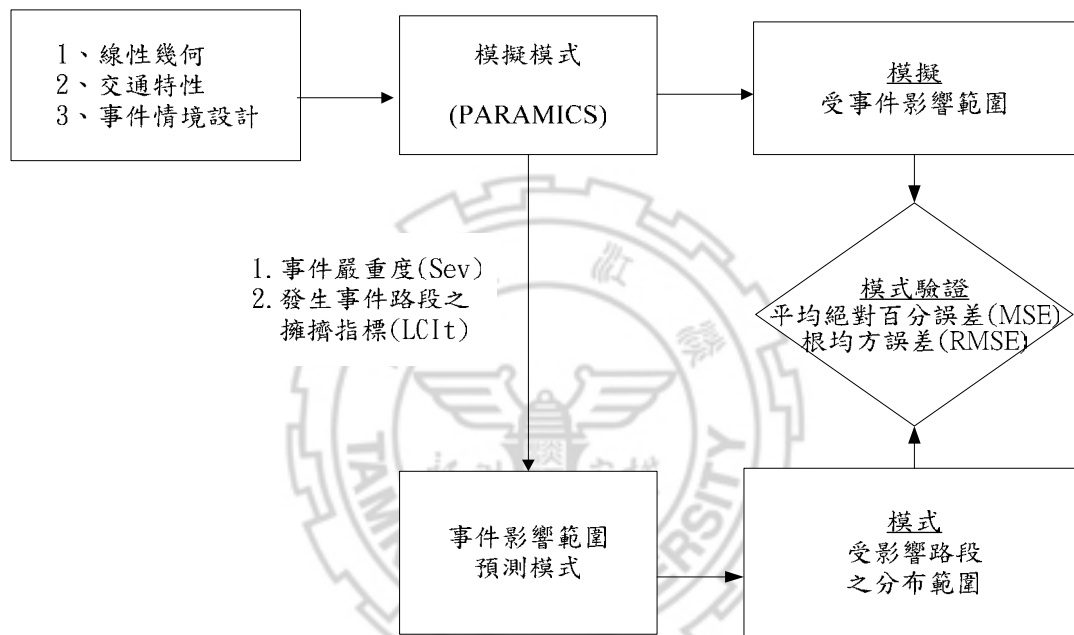 1、線性幾何
2、交通特性
3、事件情境設計
模擬模式
(PARAMICS)
模擬
受事件影響範圍
1. 事件嚴重度(Sev)
2. 發生事件路段之
擁擠指標(LCIt)
模式驗證
平均絕對百分誤差(MSE)
根均方誤差(RMSE)
事件影響範圍
預測模式
模式
受影響路段
之分布範圍
淡江